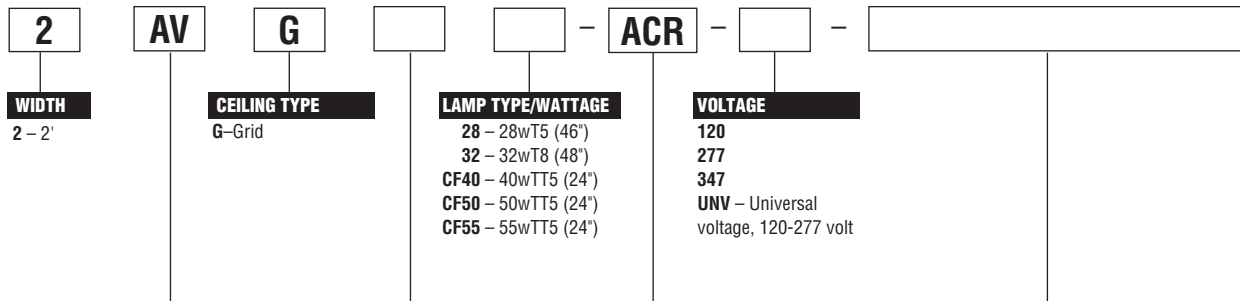 2 AV G – ACR – –
WIDTH
2 – 2'
CEILING TYPE
G–Grid
LAMP TYPE/WATTAGE
28 – 28wT5 (46")
32 – 32wT8 (48")
CF40 – 40wTT5 (24")
CF50 – 50wTT5 (24")
CF55 – 55wTT5 (24")
VOLTAGE
120
277
347
UNV – Universal
voltage, 120-277 volt